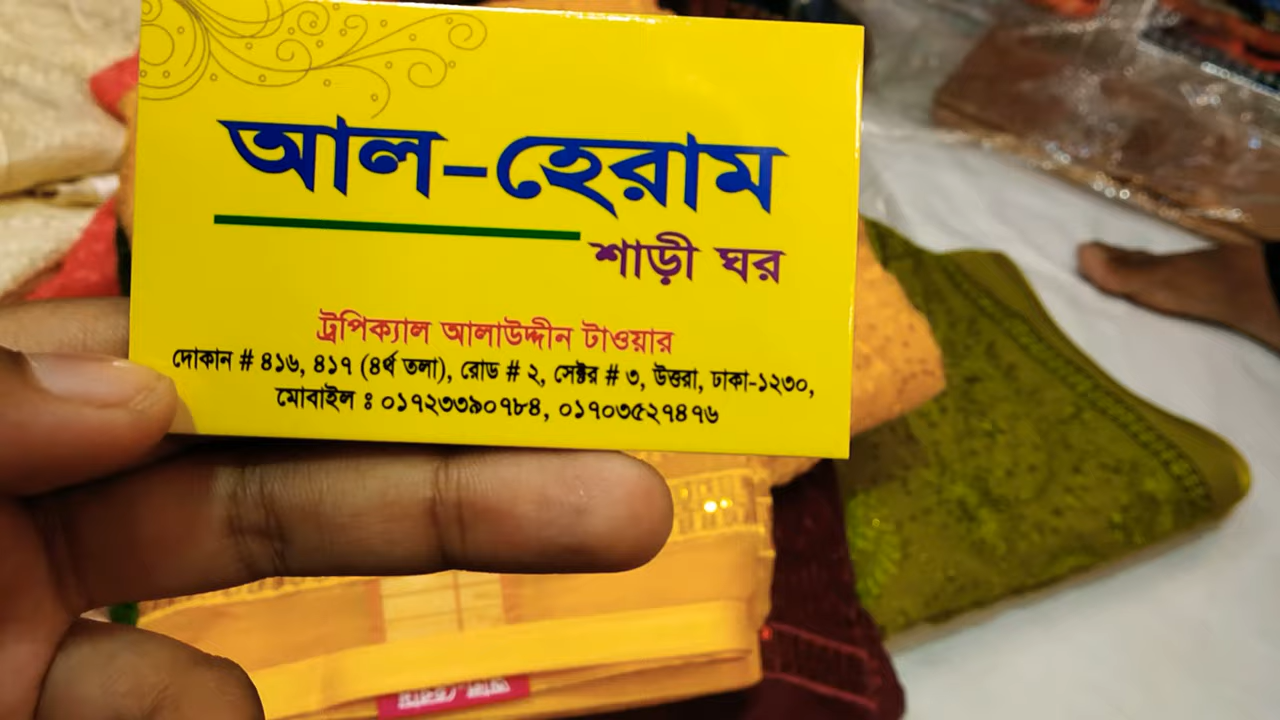 আল-হেরাম
শাড়ী ঘর
ট্রপিক্যাল আলাউদ্দীন টাওয়ার
দোকান # ৪১৬, ৪১৭ (৪র্থ তলা), রোড # ২, সেক্টর # ৩, উত্তরা, ঢাকা-১২৩০,
মোবাইল ঃ ০১৭২৩৩৯০৭৮৪, ০১৭০৩৫২৭৪৭৬